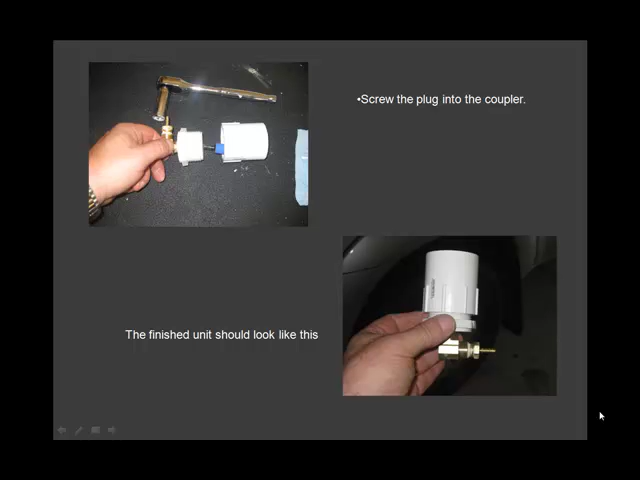 •Screw the plug into the coupler.
The finished unit should look like this